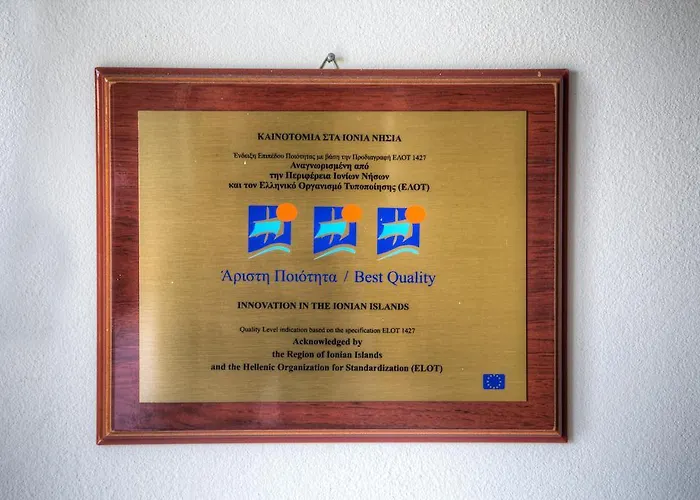 ΚΑΙΝΟΤΟΜΙΑ ΣΤΑ ΙΟΝΙΑ ΝΗΣΙΑ
Ένδειξη Επιπέδου Ποιότητας με βάση την Προδιαγραφή ΕΛΟΤ 1427
Αναγνωρισμένη από
την Περιφέρεια Ιονίων Νήσων
και τον Ελληνικό Οργανισμό Τυποποίησης (ΕΛΟΤ)
Άριστη Ποιότητα / Best Quality
INNOVATION IN THE IONIAN ISLANDS
Quality Level indication based on the specification ELOT 1427
Acknowledged by
the Region of Ionian Islands
and the Hellenic Organization for Standardization (ELOT)